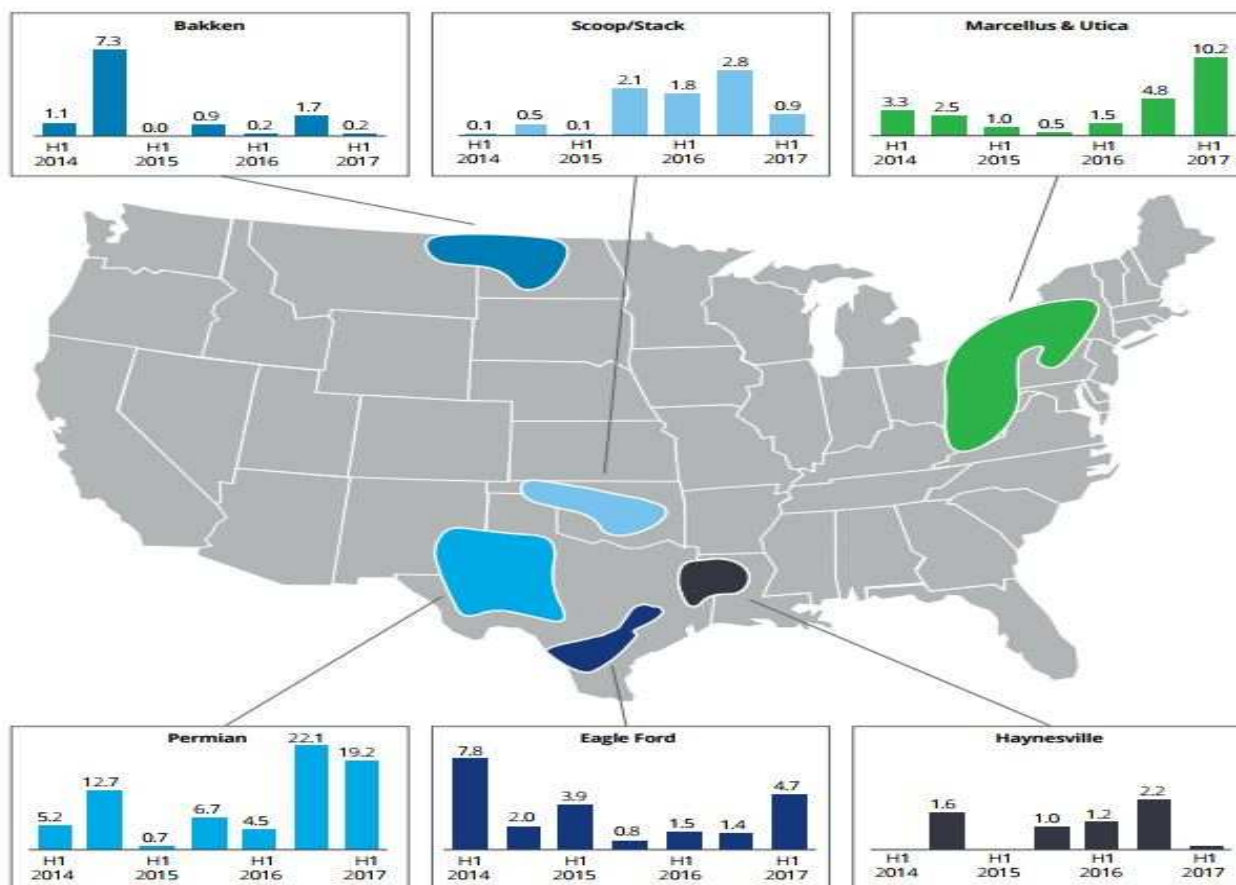 Bakken
7.3
1.1
0.0
0.9
0.2
1.7
0.2
H1 H1 H1 H1
2014 2015 2016 2017
Scoop/Stack
0.1
0.5
0.1
2.1
1.8
2.8
0.9
H1 H1 H1 H1
2014 2015 2016 2017
Marcellus & Utica
3.3
2.5
1.0
0.5
1.5
4.8
10.2
H1 H1 H1 H1
2014 2015 2016 2017
Permian
5.2
12.7
0.7
6.7
4.5
22.1
19.2
H1 H1 H1 H1
2014 2015 2016 2017
Eagle Ford
7.8
2.0
3.9
0.8
1.5
1.4
4.7
H1 H1 H1 H1
2014 2015 2016 2017
Haynesville
1.6
1.0
1.2
2.2
H1 H1 H1 H1
2014 2015 2016 2017